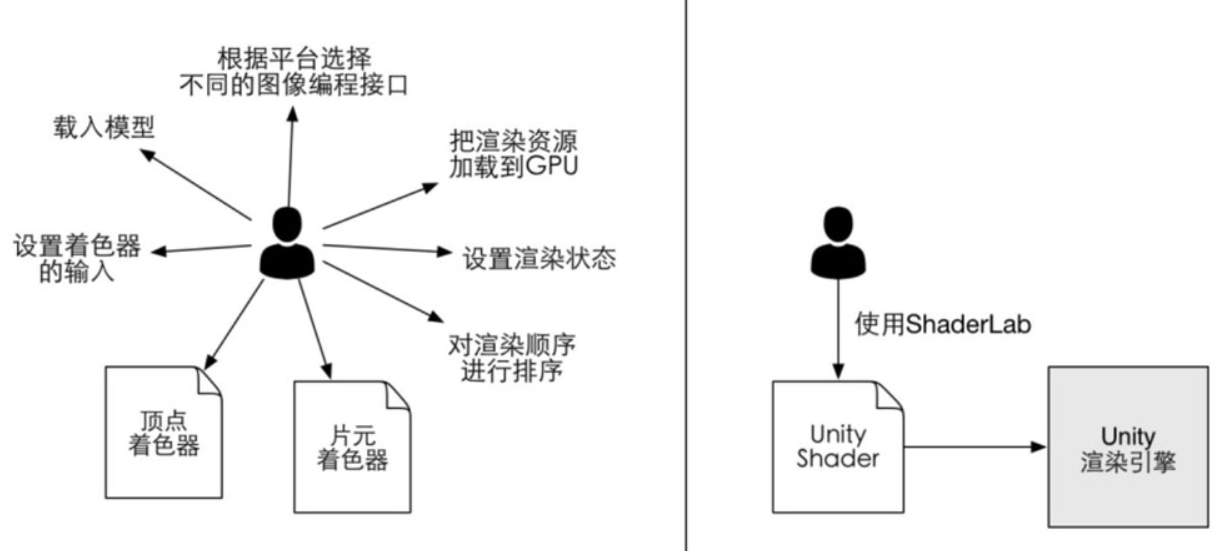 根据平台选择
不同的图像编程接口
载入模型
把渲染资源
加载到GPU
设置着色器
的输入
设置渲染状态
对渲染顺序
进行排序
顶点
着色器
片元
着色器
使用ShaderLab
Unity
Shader
Unity
渲染引擎